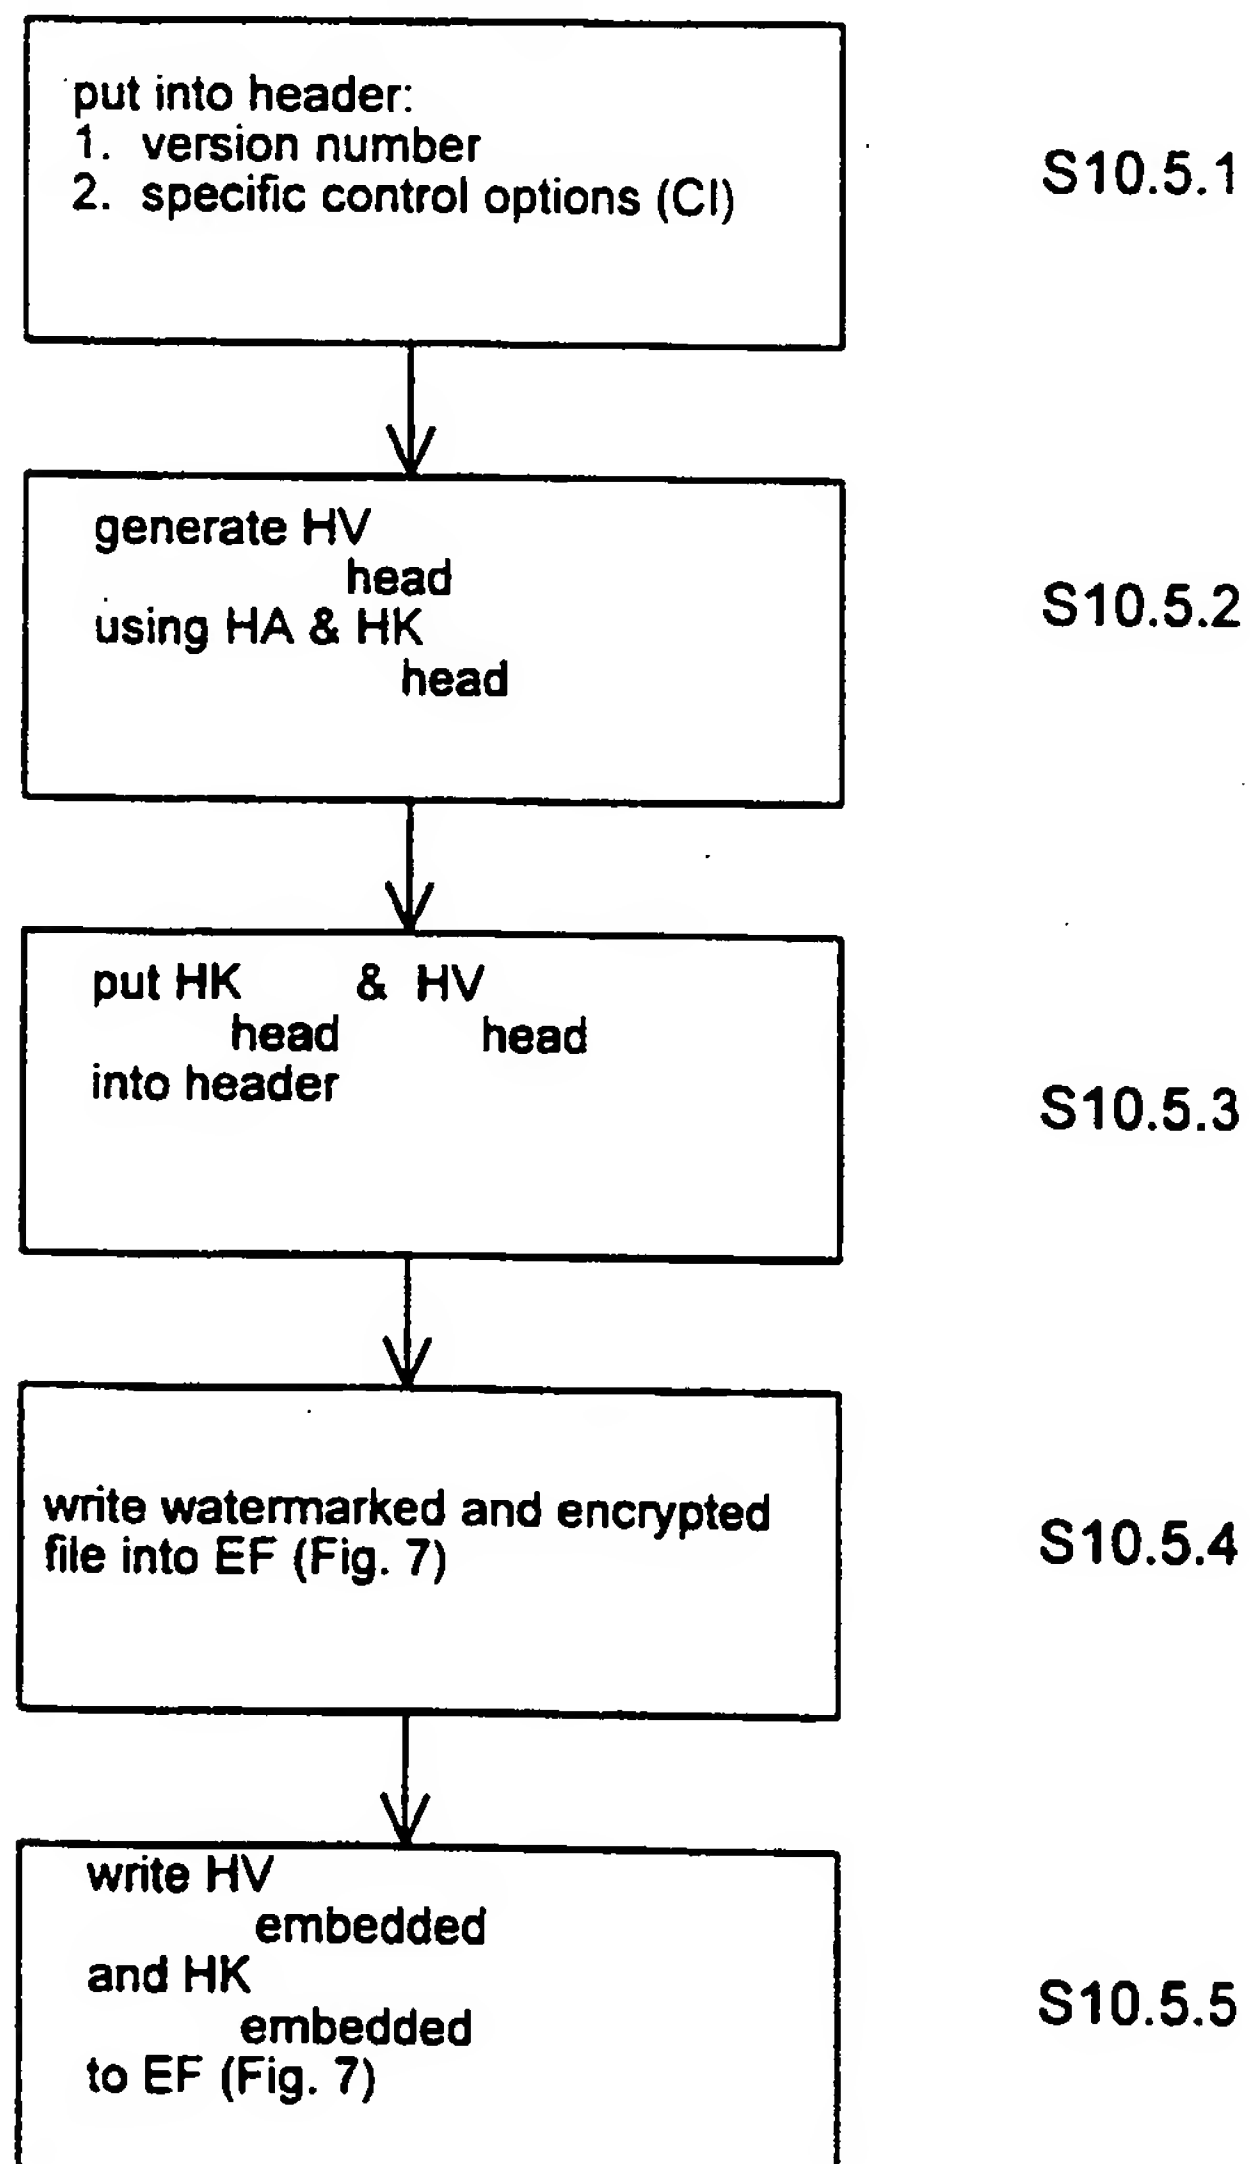 put into header:
1. version number
2. specific control options (CI)
S10.5.1
generate HV
head
using HA & HK
head
S10.5.2
put HK & HV
head head
into header
S10.5.3
write watermarked and encrypted
file into EF (Fig. 7)
S10.5.4
write HV
embedded
and HK
embedded
to EF (Fig. 7)
S10.5.5